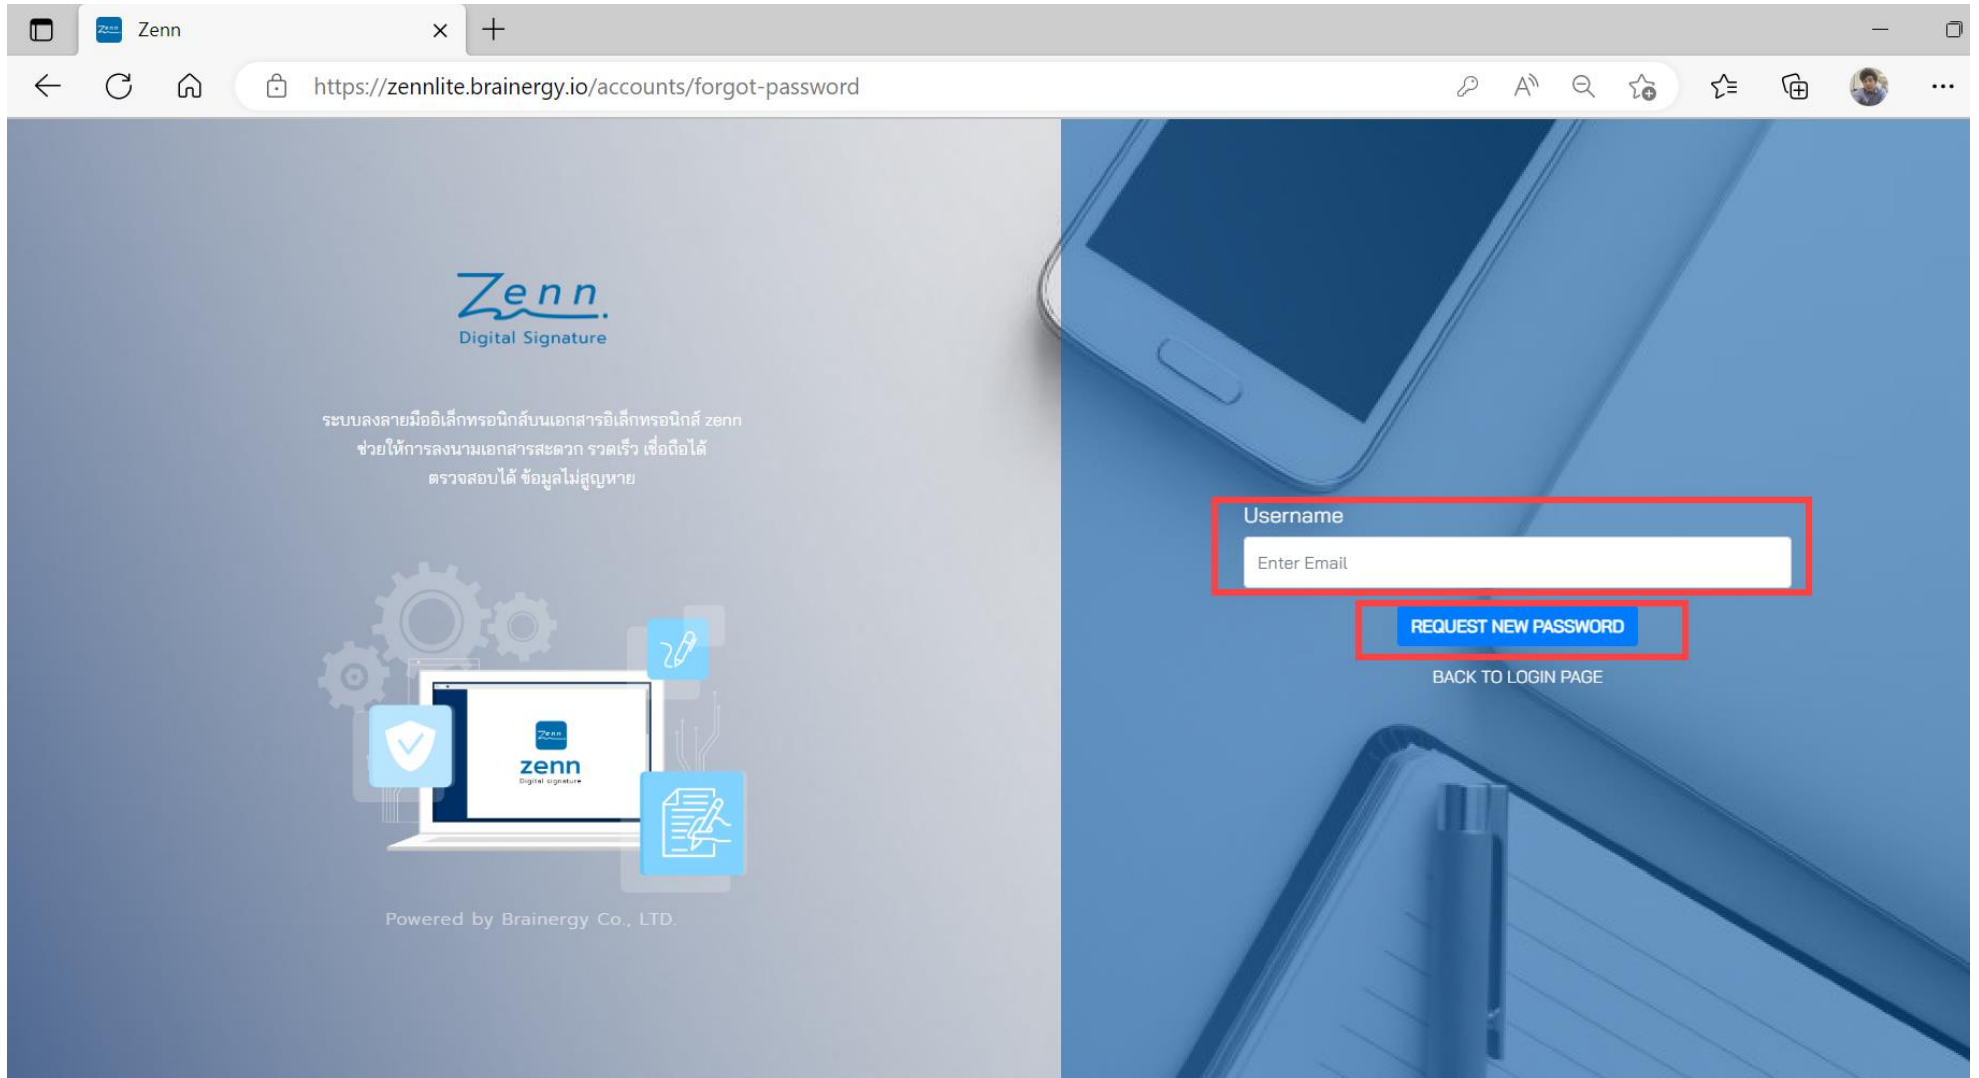 Zenn
https://zennlite.brainergy.io/accounts/forgot-password
Zenn
Digital Signature
ระบบลงลายมืออิเล็กทรอนิกส์บนเอกสารอิเล็กทรอนิกส์ zenn
ช่วยให้การลงนามเอกสารสะดวก รวดเร็ว เชื่อถือได้
ตรวจสอบได้ ข้อมูลไม่สูญหาย
Zenn
zenn
Digital signature
Powered by Brainergy Co., LTD.
Username
Enter Email
REQUEST NEW PASSWORD
BACK TO LOGIN PAGE